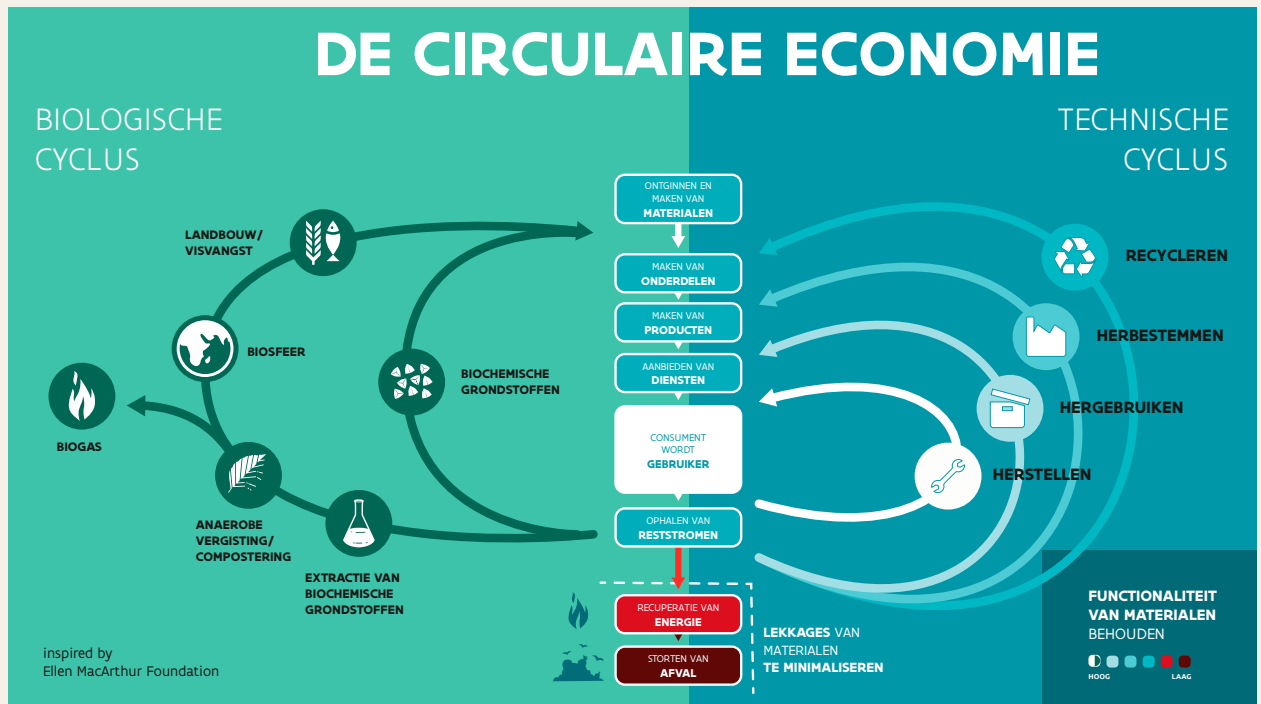 DE CIRCULAIRE ECONOMIE
BIOLOGISCHE
CYCLUS
TECHNISCHE
CYCLUS
ONTGINNEN EN
MAKEN VAN
MATERIALEN
MAKEN VAN
ONDERDELEN
MAKEN VAN
PRODUCTEN
AANBIEDEN VAN
DIENSTEN
CONSUMENT
WORDT
GEBRUIKER
OPHALEN VAN
RESTSTROMEN
RECUPERATIE VAN
ENERGIE
STORTEN VAN
AFVAL
LANDBOUW/
VISVANGST
BIOSFEER
BIOCHEMISCHE
GRONDSTOFFEN
BIOGAS
ANAEROBE
VERGISTING/
COMPOSTERING
EXTRACTIE VAN
BIOCHEMISCHE
GRONDSTOFFEN
RECYCLEREN
HERBESTEMMEN
HERGEBRUIKEN
HERSTELLEN
LEKKAGES VAN
MATERIALEN
TE MINIMALISEREN
FUNCTIONALITEIT
VAN MATERIALEN
BEHOUDEN
HOOG
LAAG
inspired by
Ellen MacArthur Foundation